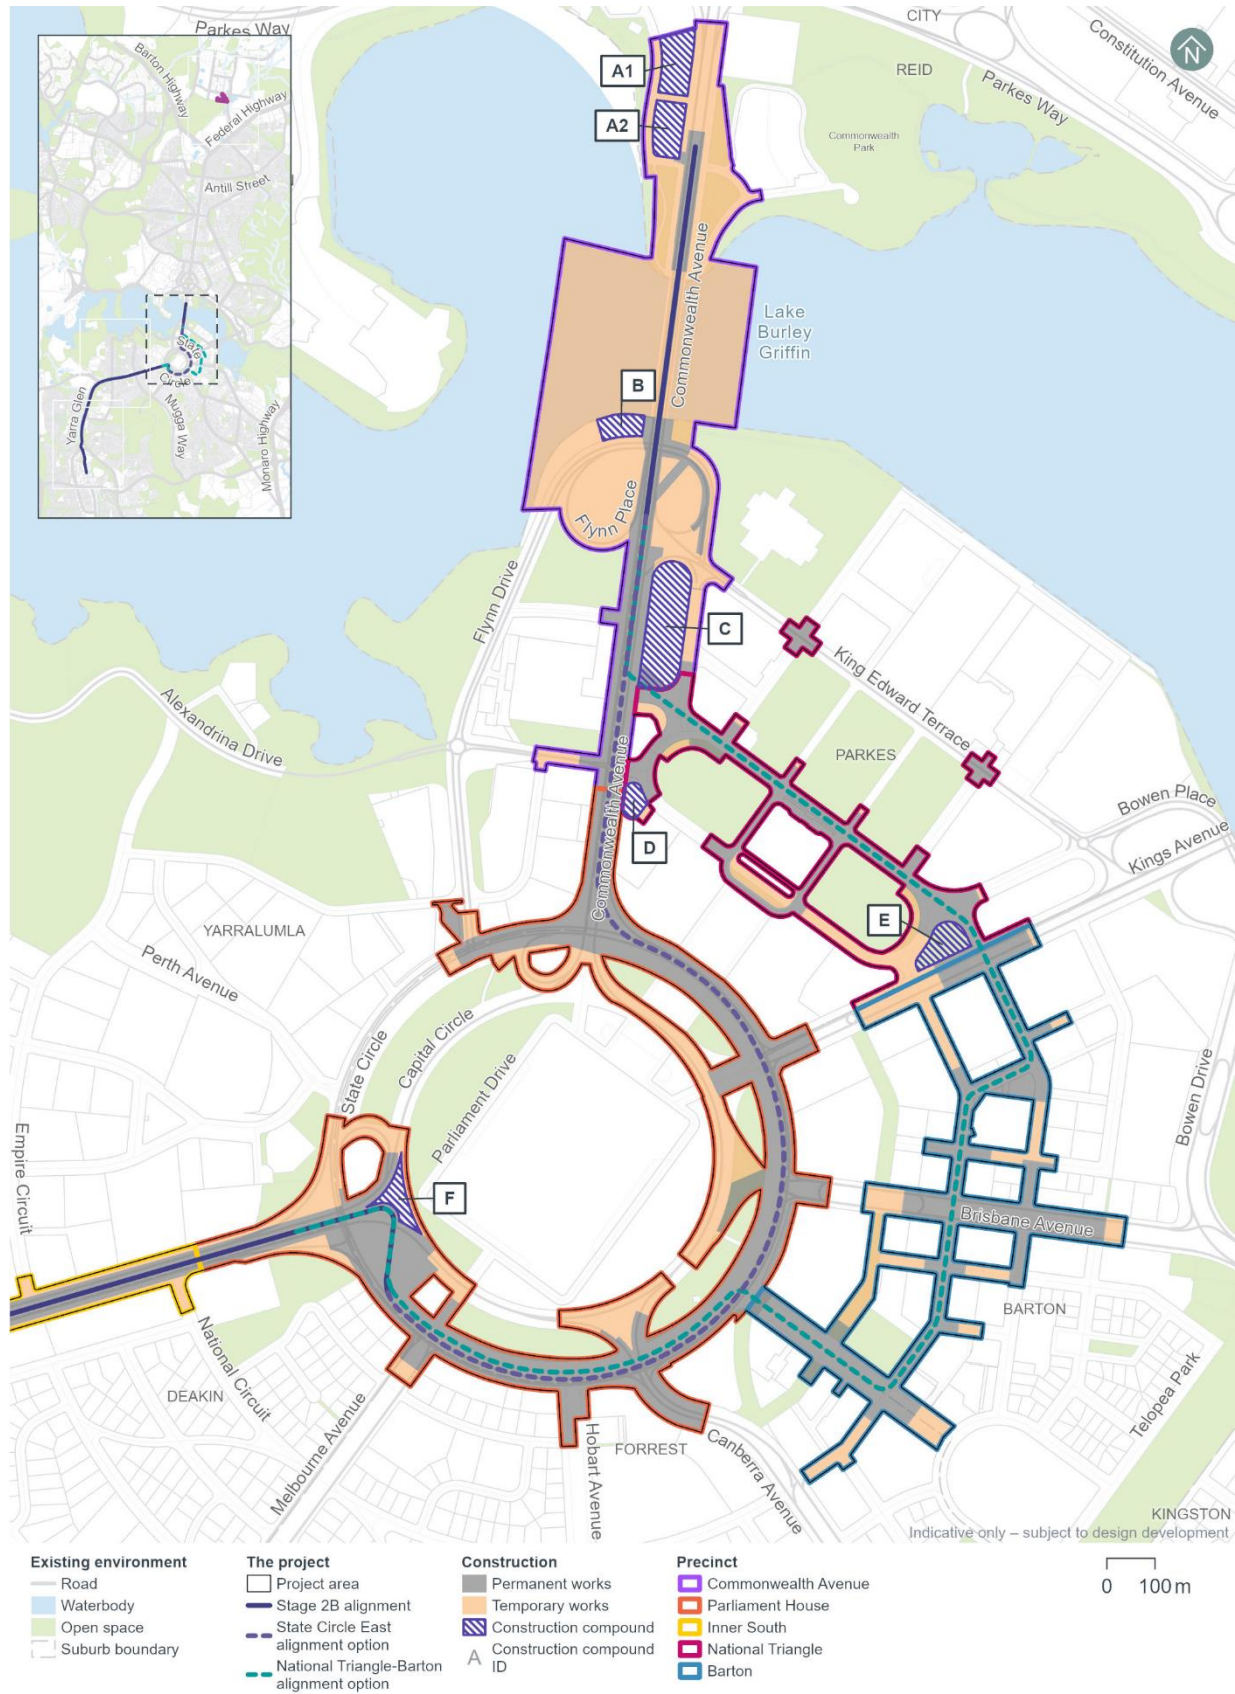 Parkes Way
CITY
Constitution Avenue
N
REID
Parkes Way
Commonwealth
Park
A1
A2
Barton Highway
Federal Highway
Antill Street
State
Circle
Yarra Glen
Mugga Way
Monaro Highway
Commonwealth Avenue
Lake
Burley
Griffin
B
Flynn Place
Flynn Drive
C
King Edward Terrace
Alexandrina Drive
PARKES
Bowen Place
Kings Avenue
Commonwealth Avenue
D
Commonwealth Avenue
E
YARRALUMLA
Perth Avenue
State Circle
Capital Circle
Parliament Drive
Bowen Drive
Empire Circuit
F
Brisbane Avenue
BARTON
National Circuit
DEAKIN
Melbourne Avenue
Hobart Avenue
FORREST
Canberra Avenue
Telopea Park
KINGSTON
Indicative only – subject to design development
Existing environment
Road
Waterbody
Open space
Suburb boundary
The project
Project area
Stage 2B alignment
State Circle East
alignment option
National Triangle-Barton
alignment option
Construction
Permanent works
Temporary works
Construction compound
A Construction compound
ID
Precinct
Commonwealth Avenue
Parliament House
Inner South
National Triangle
Barton
0 100 m